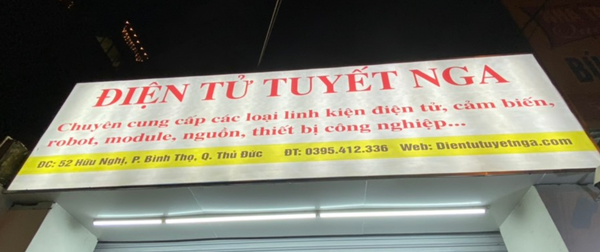 ĐIỆN TỬ TUYẾT NGA
Chuyên cung cấp các loại linh kiện điện tử, cảm biến,
robot, module, nguồn, thiết bị công nghiệp...
ĐC: 52 Hữu Nghị, P. Bình Thọ, Q. Thủ Đức ĐT: 0395.412.336 Web: Dientutuyetnga.com